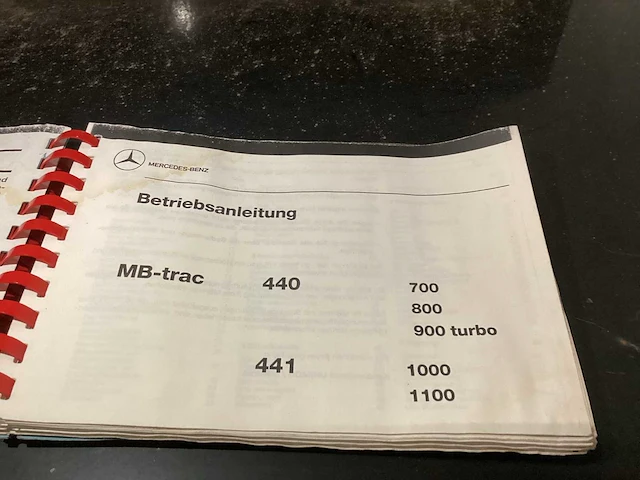 MERCEDES-BENZ
Betriebsanleitung
MB-trac 440 700
800
900 turbo
441 1000
1100